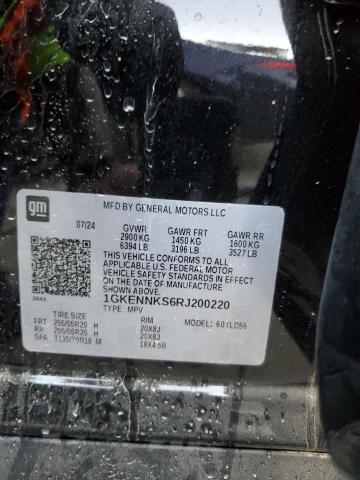 gm
MFD BY GENERAL MOTORS LLC
07/24 GVWR GAWR FRT GAWR RR
2900 KG 1450 KG 1600 KG
6394 LB 3196 LB 3527 LB
THIS VEHICLE CONFORMS TO ALL
APPLICABLE U.S. FEDERAL MOTOR
VEHICLE SAFETY STANDARDS IN
EFFECT ON THE DATE OF
MANUFACTURE SHOWN ABOVE.
1GKENNKS6RJ200220
TYPE: MPV
TIRE SIZE RIM MODEL:
FRT 255/55R20 H 20X8J
RR 255/55R20 H 20X8J
SPA T135/70R18 M 18X4.5B